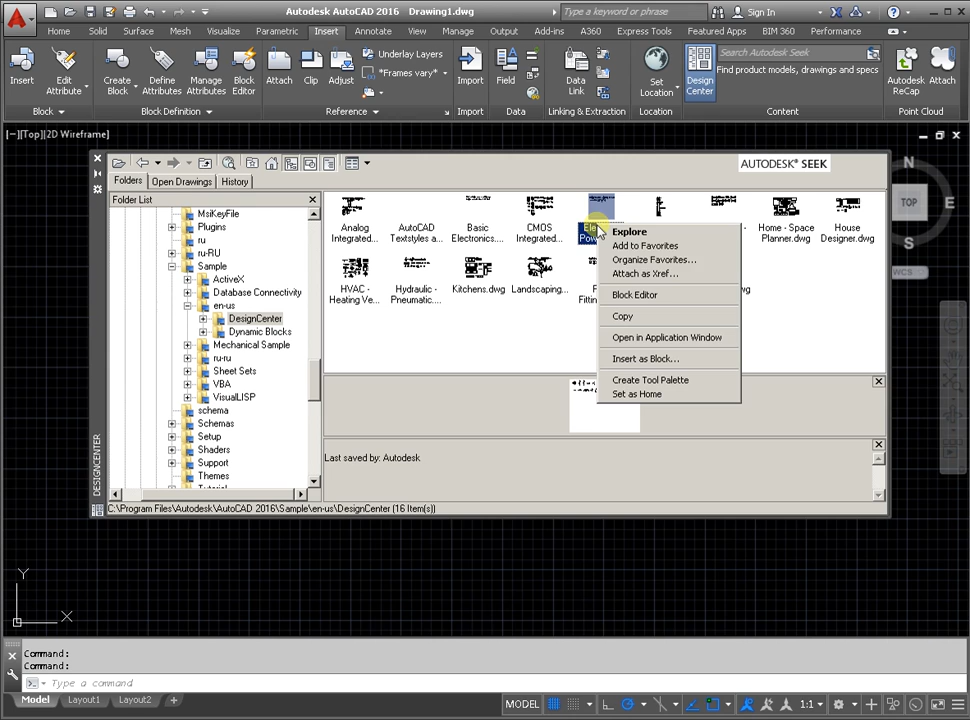 Autodesk AutoCAD 2016 Drawing1.dwg
Type a keyword or phrase
Sign In
Home Solid Surface Mesh Visualize Parametric Insert Annotate View Manage Output Add-ins A360 Express Tools Featured Apps BIM 360 Performance
Insert
Edit Attribute
Create Block
Define Attributes
Manage Attributes
Block Editor
Attach
Clip
Adjust
Underlay Layers
*Frames vary*
Import
Field
Data Link
Set Location
Design Center
Search Autodesk Seek
Find product models, drawings and specs
Autodesk ReCap
Attach
Block
Block Definition
Reference
Import
Data
Linking & Extraction
Location
Content
Point Cloud
[−][Top][2D Wireframe]
N
TOP
E
S
WCS
AUTODESK® SEEK
Folders Open Drawings History
Folder List
MsiKeyFile
Plugins
ru
ru-RU
Sample
ActiveX
Database Connectivity
en-us
DesignCenter
Dynamic Blocks
Mechanical Sample
ru-ru
Sheet Sets
VBA
VisualLISP
schema
Schemas
Setup
Shaders
Support
Themes
DESIGNCENTER
Analog Integrated....
AutoCAD Textstyles a...
Basic Electronics....
CMOS Integrated...
Home - Space Planner.dwg
House Designer.dwg
HVAC - Heating Ve...
Hydraulic - Pneumatic....
Kitchens.dwg
Landscaping...
Explore
Add to Favorites
Organize Favorites...
Attach as Xref...
Block Editor
Copy
Open in Application Window
Insert as Block...
Create Tool Palette
Set as Home
Last saved by: Autodesk
C:\Program Files\Autodesk\AutoCAD 2016\Sample\en-us\DesignCenter (16 Item(s))
Y
X
Command:
Command:
Type a command
Model Layout1 Layout2 +
MODEL
1:1